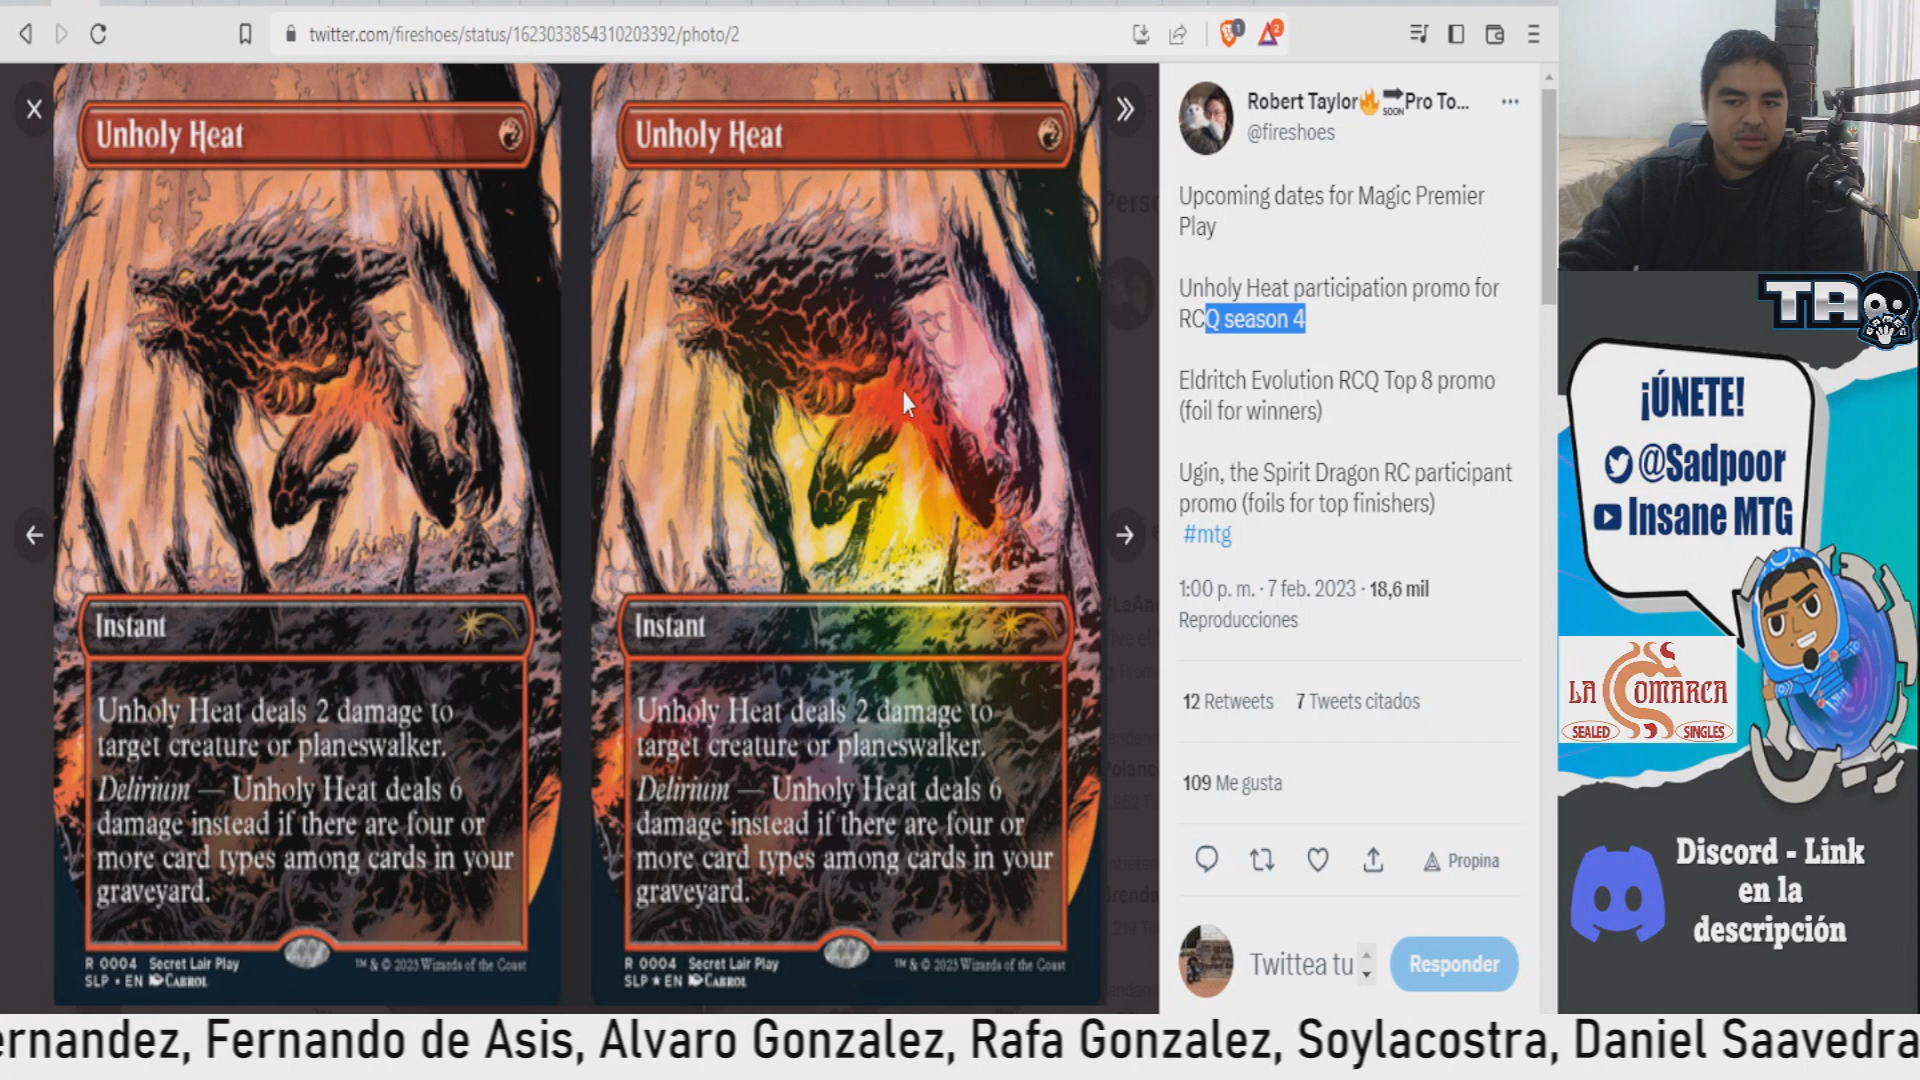 twitter.com/fireshoes/status/1623033854310203392/photo/2
Unholy Heat
Instant
Unholy Heat deals 2 damage to
target creature or planeswalker.
Delirium — Unholy Heat deals 6
damage instead if there are four or
more card types among cards in your
graveyard.
R 0004 Secret Lair Play
SLP • EN CABROL
™ & © 2023 Wizards of the Coast
Unholy Heat
Instant
Unholy Heat deals 2 damage to
target creature or planeswalker.
Delirium — Unholy Heat deals 6
damage instead if there are four or
more card types among cards in your
graveyard.
R 0004 Secret Lair Play
SLP ★ EN CABROL
™ & © 2023 Wizards of the Coast
Robert Taylor🔥SOON Pro To...
@fireshoes
Upcoming dates for Magic Premier
Play
Unholy Heat participation promo for
RCQ season 4
Eldritch Evolution RCQ Top 8 promo
(foil for winners)
Ugin, the Spirit Dragon RC participant
promo (foils for top finishers)
#mtg
1:00 p. m. · 7 feb. 2023 · 18,6 mil
Reproducciones
12 Retweets 7 Tweets citados
109 Me gusta
Propina
Twittea tu
Responder
¡ÚNETE!
@Sadpoor
Insane MTG
LA COMARCA
SEALED SINGLES
Discord - Link
en la
descripción
ernandez, Fernando de Asis, Alvaro Gonzalez, Rafa Gonzalez, Soylacostra, Daniel Saavedra